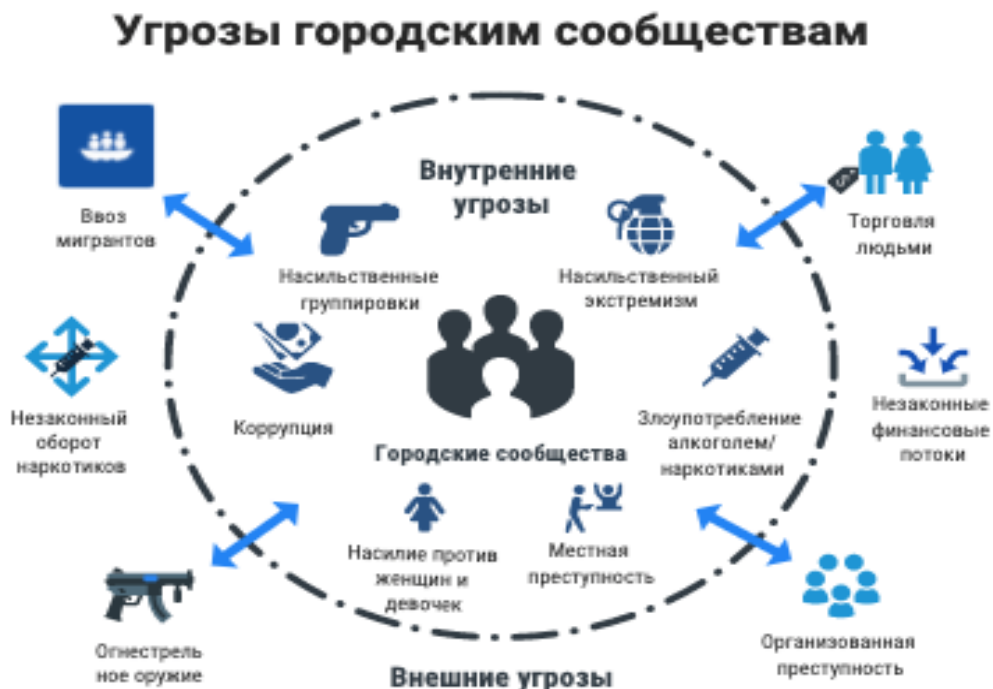 Угрозы городским сообществам
Внутренние
угрозы
Ввоз
мигрантов
Торговля
людьми
Насильственные
группировки
Насильственный
экстремизм
Незаконный
оборот
наркотиков
Коррупция
Городские сообщества
Злоупотребление
алкоголем/
наркотиками
Незаконные
финансовые
потоки
Насилие против
женщин и
девочек
Местная
преступность
Огнестрель
ное оружие
Организованная
преступность
Внешние угрозы